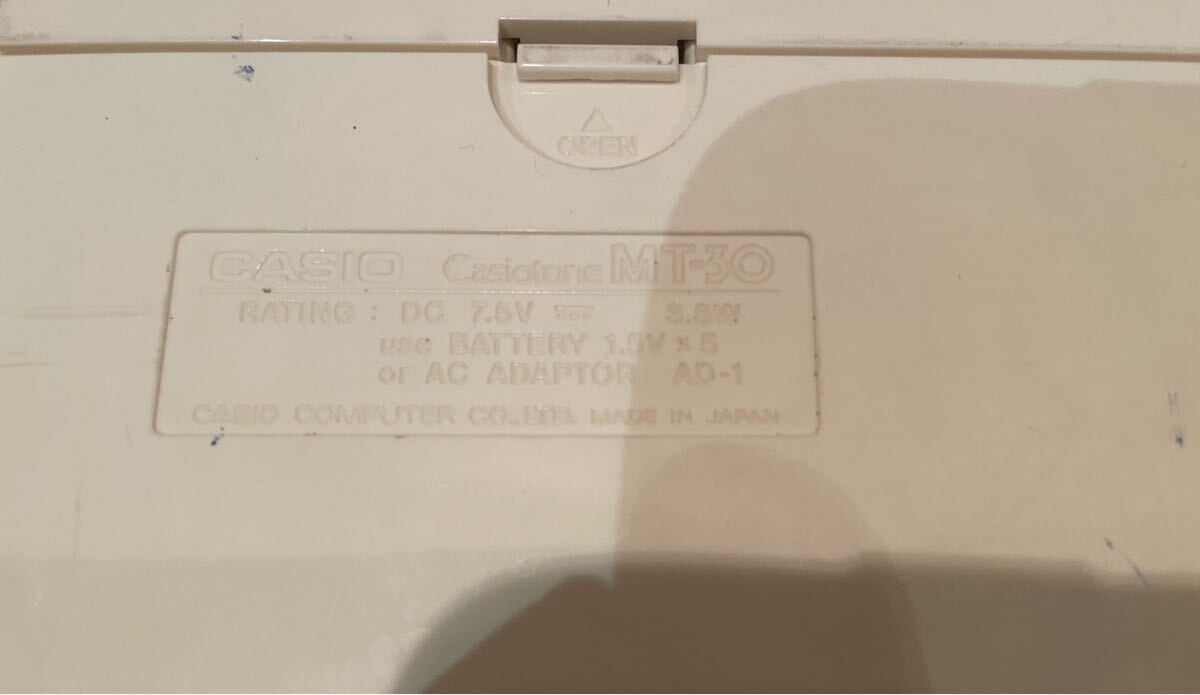 OPEN
CASIO Casiotone MT-30
RATING : DC 7.5V 3.8W
use BATTERY 1.5V × 5
or AC ADAPTOR AD-1
CASIO COMPUTER CO., LTD. MADE IN JAPAN